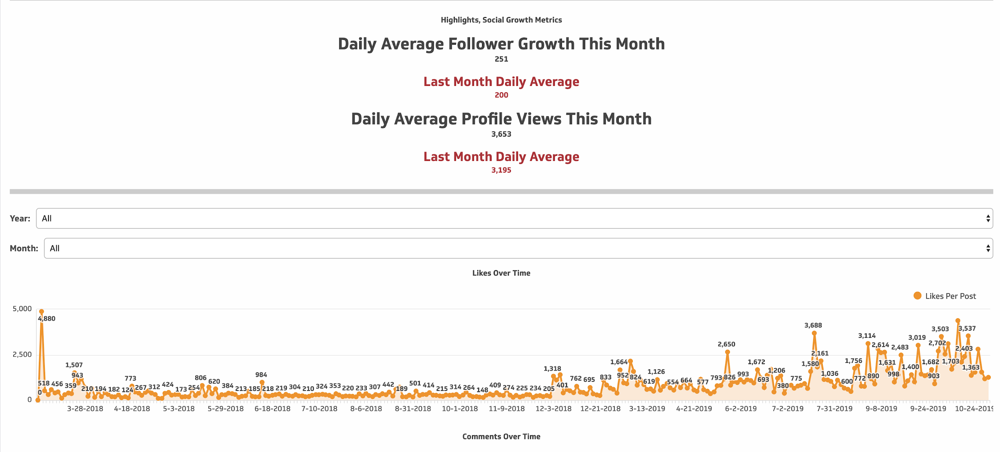 Highlights, Social Growth Metrics
Daily Average Follower Growth This Month
251
Last Month Daily Average
200
Daily Average Profile Views This Month
3,653
Last Month Daily Average
3,195
Year: All
Month: All
Likes Over Time
Likes Per Post
5,000
2,500
0
0 4,880 518 456 359 1,507 943 210 194 182 124 773 267 312 424 173 254 806 620 384 213 185 984 218 219 304 210 324 353 220 233 307 442 189 501 414 215 314 264 148 409 274 225 234 205 1,318 401 762 695 833 1,664 952 824 619 1,126 554 664 577 793 2,650 826 993 1,672 693 1,206 380 775 1,580 3,688 2,161 1,036 600 1,756 772 3,114 890 2,614 1,631 998 2,483 1,400 3,019 1,682 903 2,702 3,503 1,703 2,403 3,537 1,363
3-28-2018 4-18-2018 5-3-2018 5-29-2018 6-18-2018 7-10-2018 8-6-2018 8-31-2018 10-1-2018 11-9-2018 12-3-2018 12-21-2018 3-13-2019 4-21-2019 6-2-2019 7-2-2019 7-31-2019 9-8-2019 9-24-2019 10-24-2019
Comments Over Time